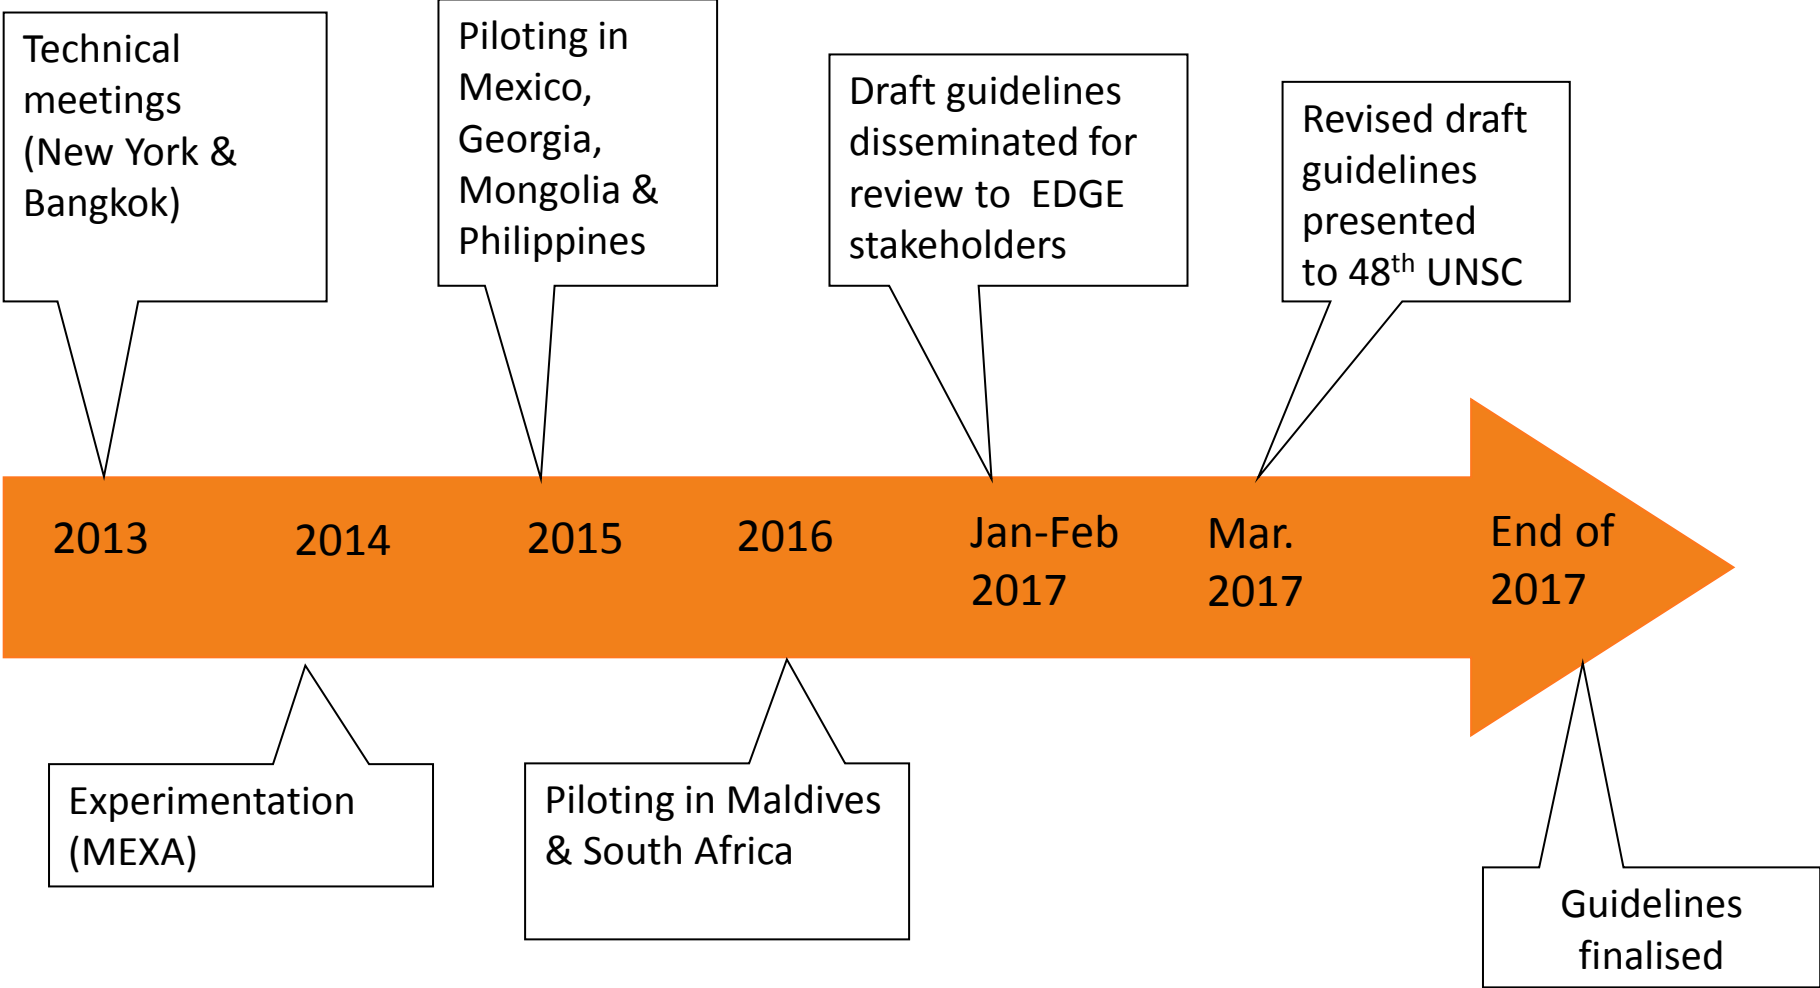 Technical
meetings
(New York &
Bangkok)
Piloting in
Mexico,
Georgia,
Mongolia &
Philippines
Draft guidelines
disseminated for
review to  EDGE
stakeholders
Revised draft
guidelines
presented
to 48th UNSC
2013
2014
2015
2016
Jan-Feb
2017
Mar.
2017
End of
2017
Experimentation
(MEXA)
Piloting in Maldives
& South Africa
Guidelines
finalised